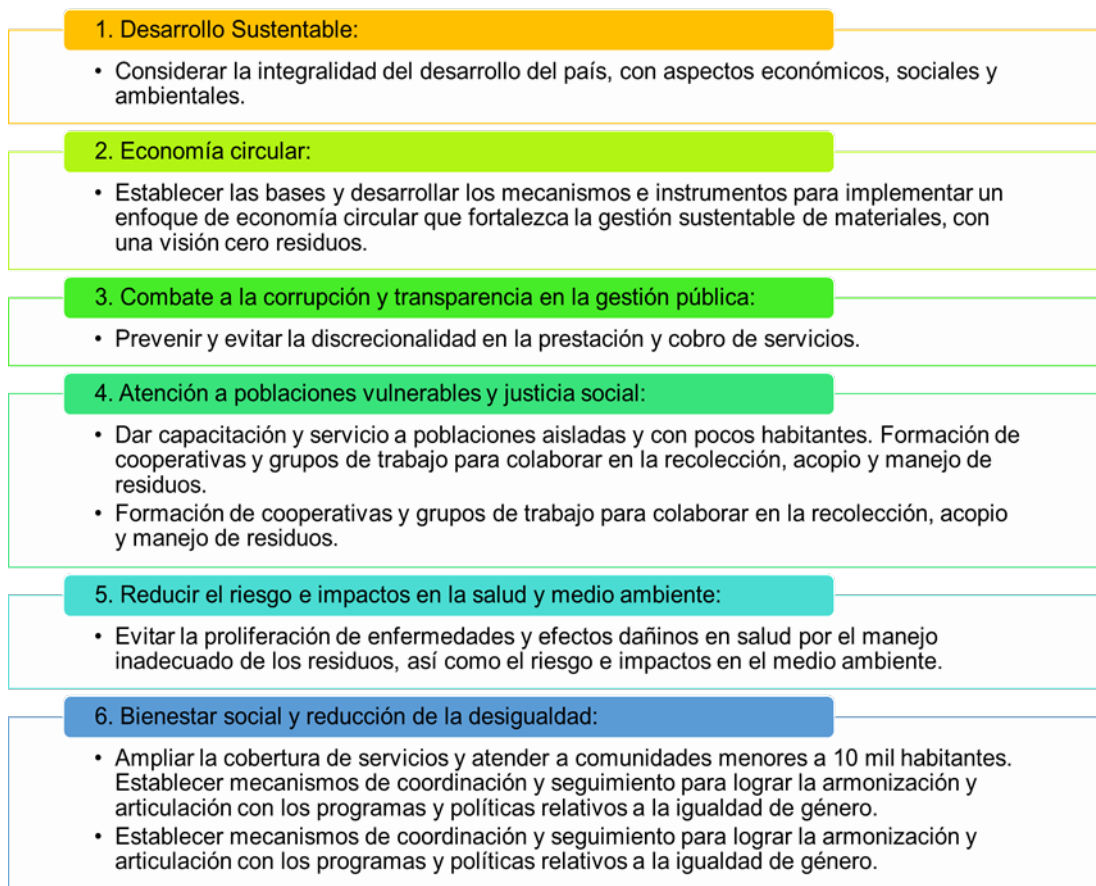 1. Desarrollo Sustentable:
• Considerar la integralidad del desarrollo del país, con aspectos económicos, sociales y
ambientales.
2. Economía circular:
• Establecer las bases y desarrollar los mecanismos e instrumentos para implementar un
enfoque de economía circular que fortalezca la gestión sustentable de materiales, con
una visión cero residuos.
3. Combate a la corrupción y transparencia en la gestión pública:
• Prevenir y evitar la discrecionalidad en la prestación y cobro de servicios.
4. Atención a poblaciones vulnerables y justicia social:
• Dar capacitación y servicio a poblaciones aisladas y con pocos habitantes. Formación de
cooperativas y grupos de trabajo para colaborar en la recolección, acopio y manejo de
residuos.
• Formación de cooperativas y grupos de trabajo para colaborar en la recolección, acopio
y manejo de residuos.
5. Reducir el riesgo e impactos en la salud y medio ambiente:
• Evitar la proliferación de enfermedades y efectos dañinos en salud por el manejo
inadecuado de los residuos, así como el riesgo e impactos en el medio ambiente.
6. Bienestar social y reducción de la desigualdad:
• Ampliar la cobertura de servicios y atender a comunidades menores a 10 mil habitantes.
Establecer mecanismos de coordinación y seguimiento para lograr la armonización y
articulación con los programas y políticas relativos a la igualdad de género.
• Establecer mecanismos de coordinación y seguimiento para lograr la armonización y
articulación con los programas y políticas relativos a la igualdad de género.